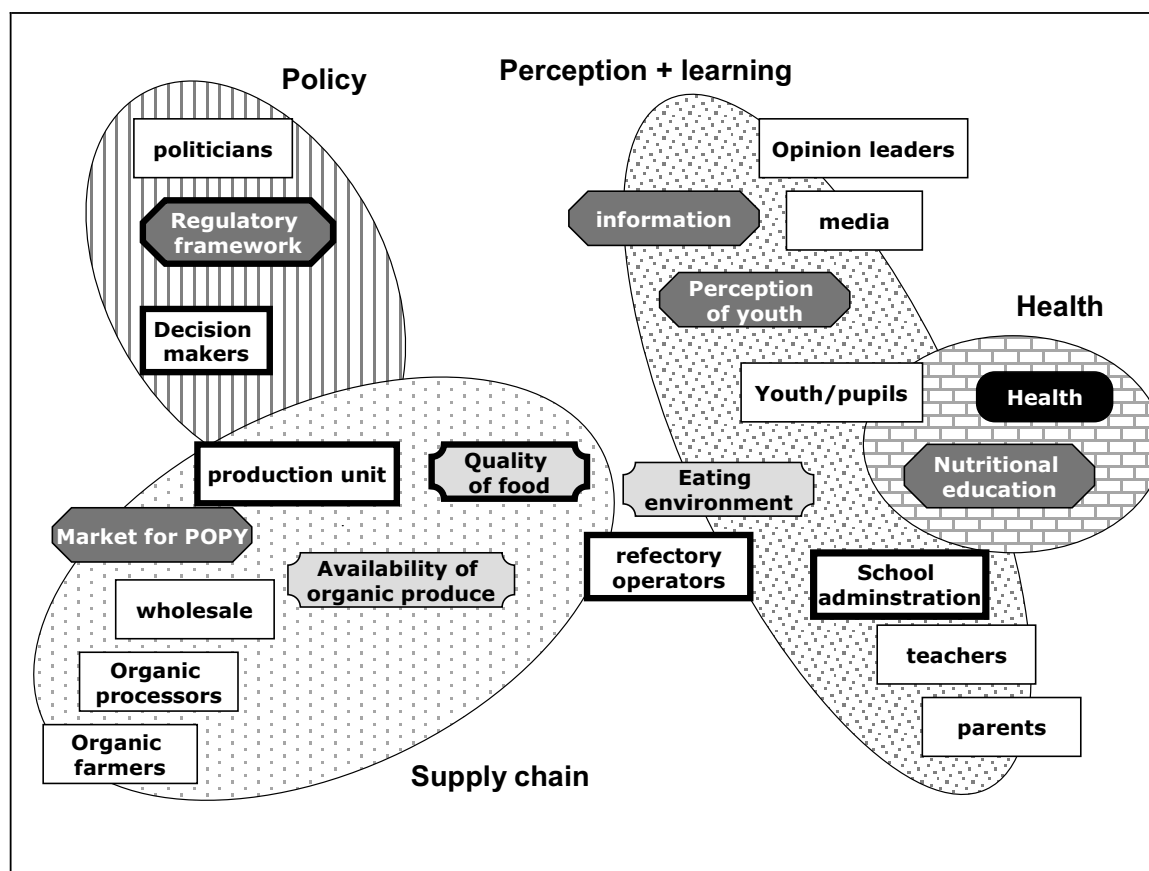 Policy
Perception + learning
politicians
Opinion leaders
Regulatory
framework
information
media
Perception
of youth
Health
Decision
makers
Youth/pupils
Health
production unit
Quality
of food
Eating
environment
Nutritional
education
Market for POPY
Availability of
organic produce
refectory
operators
School
adminstration
wholesale
teachers
Organic
processors
parents
Organic
farmers
Supply chain